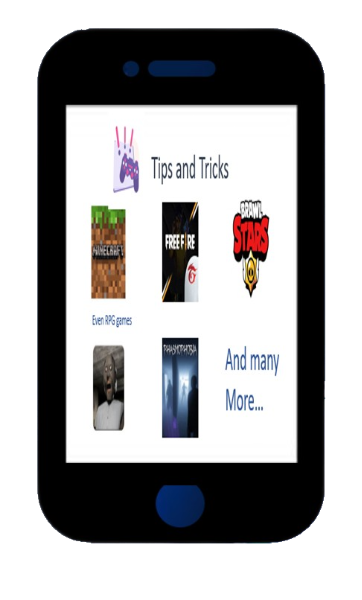 Tips and Tricks
MINECRAFT
FREE FIRE
BRAWL
STARS
Even RPG games
PHASMOPHOBIA
And many
More...